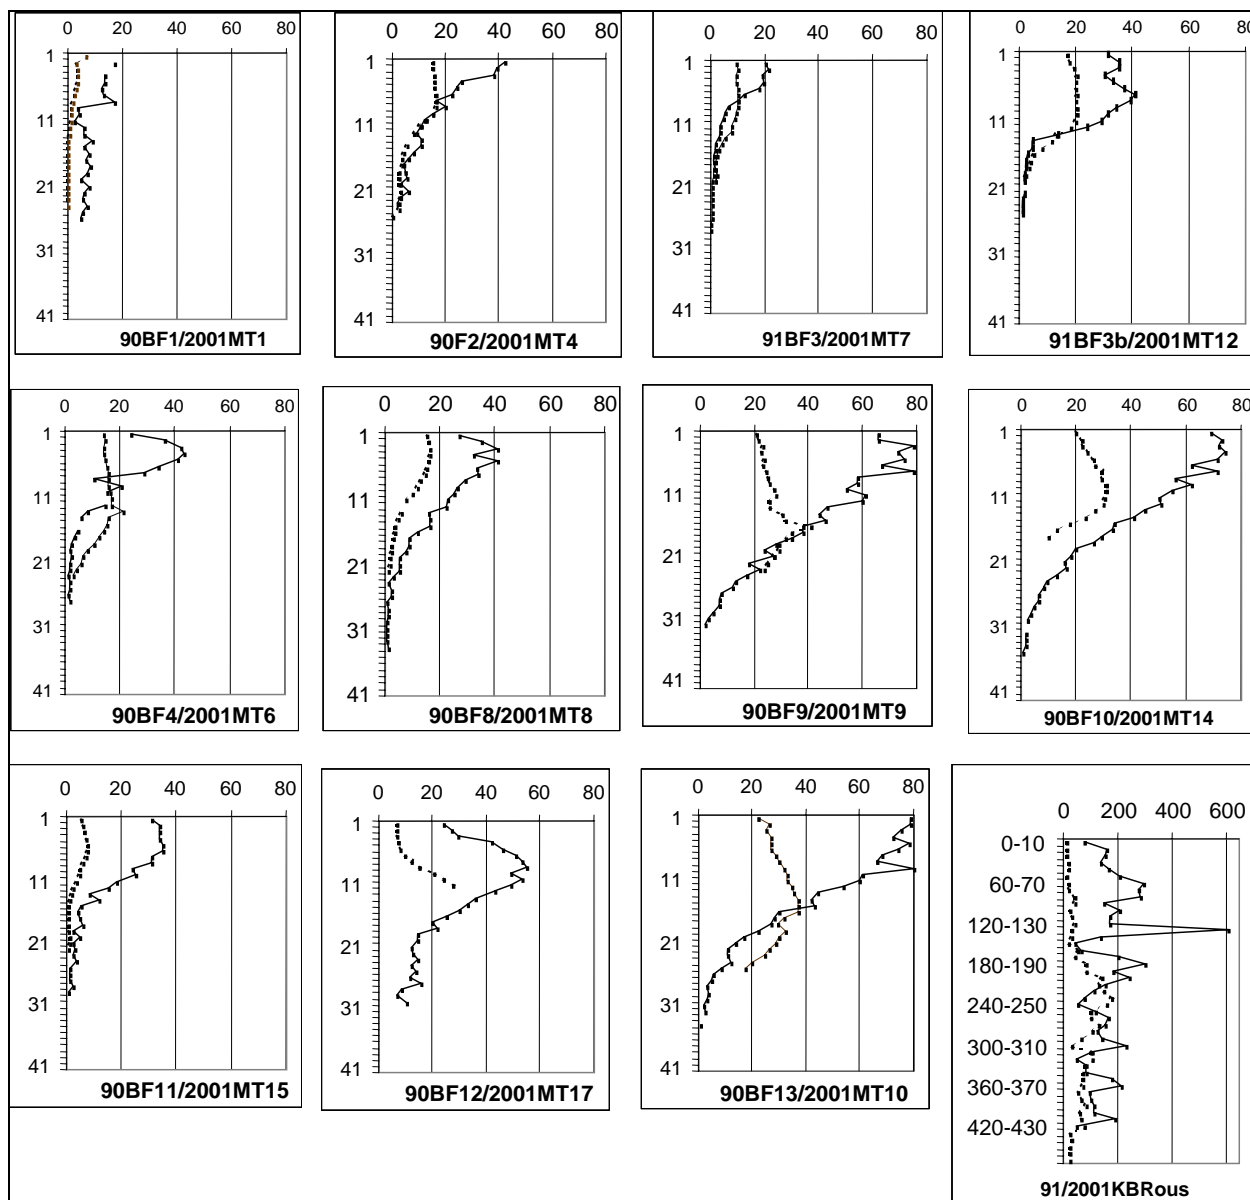 0 20 40 60 80
1
11
21
31
41
90BF1/2001MT1
0 20 40 60 80
1
11
21
31
41
90F2/2001MT4
0 20 40 60 80
1
11
21
31
41
91BF3/2001MT7
0 20 40 60 80
1
11
21
31
41
91BF3b/2001MT12
0 20 40 60 80
1
11
21
31
41
90BF4/2001MT6
0 20 40 60 80
1
11
21
31
41
90BF8/2001MT8
0 20 40 60 80
1
11
21
31
41
90BF9/2001MT9
0 20 40 60 80
1
11
21
31
41
90BF10/2001MT14
0 20 40 60 80
1
11
21
31
41
90BF11/2001MT15
0 20 40 60 80
1
11
21
31
41
90BF12/2001MT17
0 20 40 60 80
1
11
21
31
41
90BF13/2001MT10
0 200 400 600
0-10
60-70
120-130
180-190
240-250
300-310
360-370
420-430
91/2001KBRous